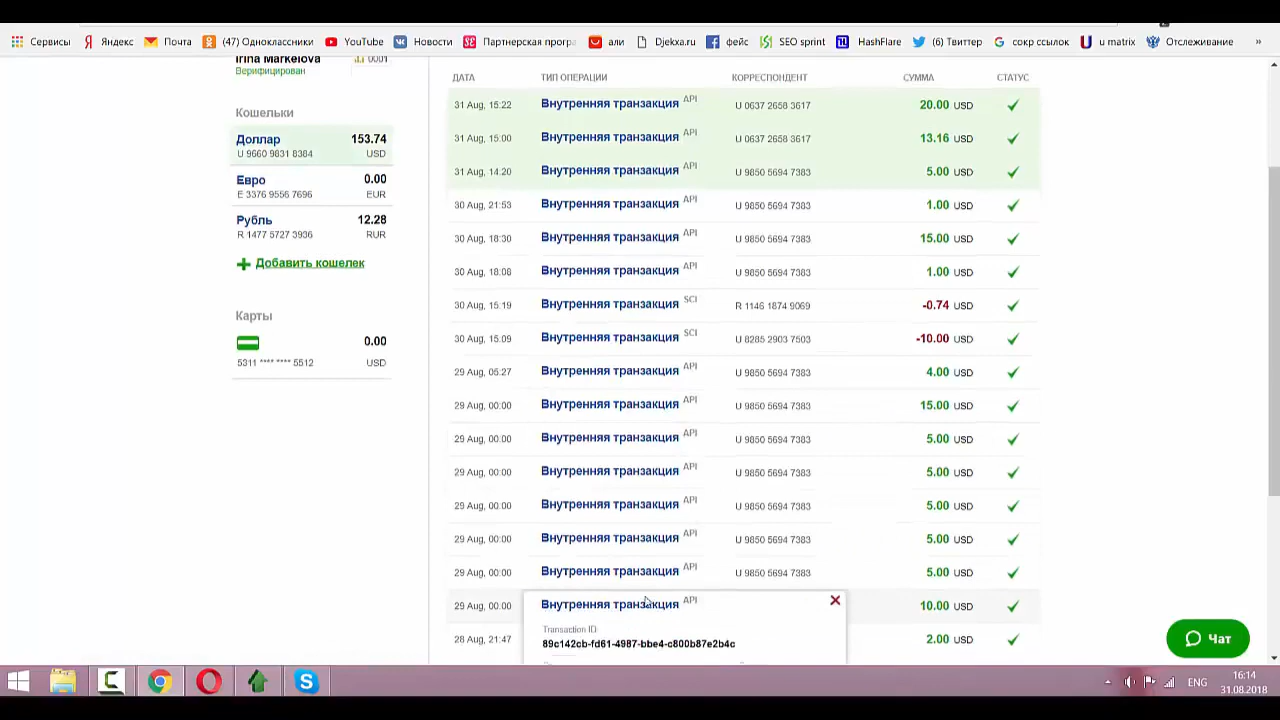 Сервисы Яндекс Почта (47) Одноклассники YouTube Новости Партнерская програ али Djekxa.ru фейс SEO sprint HashFlare (6) Твиттер сокр ссылок u matrix Отслеживание »
Irina Markelova
0001
Верифицирован
Кошельки
Доллар 153.74
U 9660 9831 8384 USD
Евро 0.00
E 3376 9556 7696 EUR
Рубль 12.28
R 1477 5727 3936 RUR
Добавить кошелек
Карты
0.00
5311 **** **** 5512 USD
ДАТА ТИП ОПЕРАЦИИ КОРРЕСПОНДЕНТ СУММА СТАТУС
31 Aug, 15:22 Внутренняя транзакция API U 0637 2658 3617 20.00 USD
31 Aug, 15:00 Внутренняя транзакция API U 0637 2658 3617 13.16 USD
31 Aug, 14:20 Внутренняя транзакция API U 9850 5694 7383 5.00 USD
30 Aug, 21:53 Внутренняя транзакция API U 9850 5694 7383 1.00 USD
30 Aug, 18:30 Внутренняя транзакция API U 9850 5694 7383 15.00 USD
30 Aug, 18:08 Внутренняя транзакция API U 9850 5694 7383 1.00 USD
30 Aug, 15:19 Внутренняя транзакция SCI R 1146 1874 9069 -0.74 USD
30 Aug, 15:09 Внутренняя транзакция SCI U 8285 2903 7503 -10.00 USD
29 Aug, 05:27 Внутренняя транзакция API U 9850 5694 7383 4.00 USD
29 Aug, 00:00 Внутренняя транзакция API U 9850 5694 7383 15.00 USD
29 Aug, 00:00 Внутренняя транзакция API U 9850 5694 7383 5.00 USD
29 Aug, 00:00 Внутренняя транзакция API U 9850 5694 7383 5.00 USD
29 Aug, 00:00 Внутренняя транзакция API U 9850 5694 7383 5.00 USD
29 Aug, 00:00 Внутренняя транзакция API U 9850 5694 7383 5.00 USD
29 Aug, 00:00 Внутренняя транзакция API U 9850 5694 7383 5.00 USD
29 Aug, 00:00 Внутренняя транзакция API 10.00 USD
28 Aug, 21:47 2.00 USD
Transaction ID:
89c142cb-fd61-4987-bbe4-c800b87e2b4c
Чат
ENG
16:14
31.08.2018